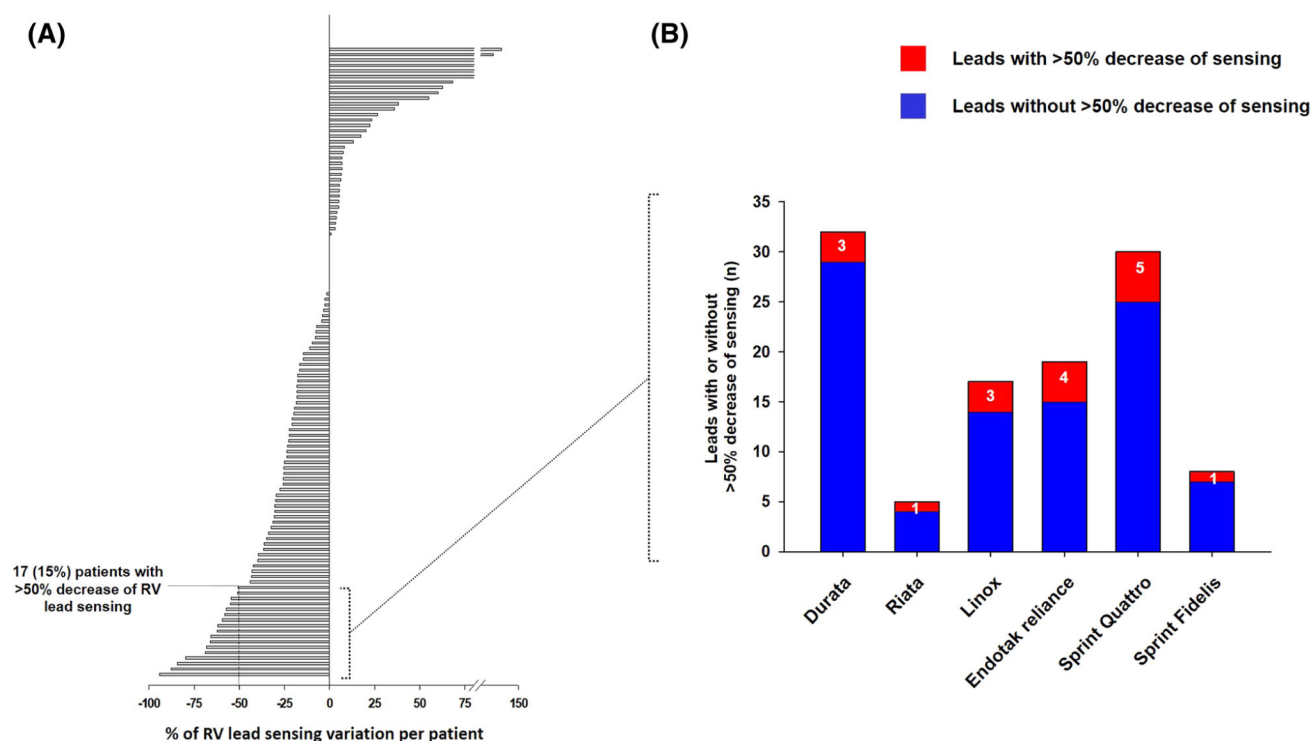 (A)
17 (15%) patients with
>50% decrease of RV
lead sensing
-100
-75
-50
-25
0
25
50
75
150
% of RV lead sensing variation per patient
(B)
Leads with >50% decrease of sensing
Leads without >50% decrease of sensing
Leads with or without
>50% decrease of sensing (n)
35
30
25
20
15
10
5
0
3
1
3
4
5
1
Durata
Riata
Linox
Endotak reliance
Sprint Quattro
Sprint Fidelis